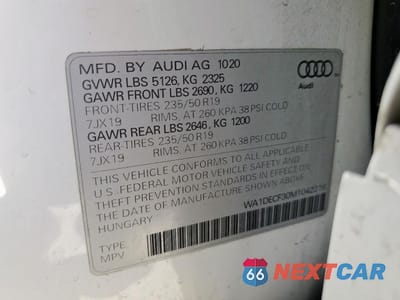 MFD. BY AUDI AG 1020
GVWR LBS 5126, KG 2325
GAWR FRONT LBS 2690, KG 1220
FRONT-TIRES 235/50 R19
7JX19 RIMS, AT 260 KPA 38 PSI COLD
GAWR REAR LBS 2646, KG 1200
REAR-TIRES 235/50 R19
7JX19 RIMS, AT 260 KPA 38 PSI COLD
THIS VEHICLE CONFORMS TO ALL APPLICABLE
U.S. FEDERAL MOTOR VEHICLE SAFETY AND
THEFT PREVENTION STANDARDS IN EFFECT ON
THE DATE OF MANUFACTURE SHOWN ABOVE.
HUNGARY
TYPE:
MPV
Audi
66 NEXTCAR